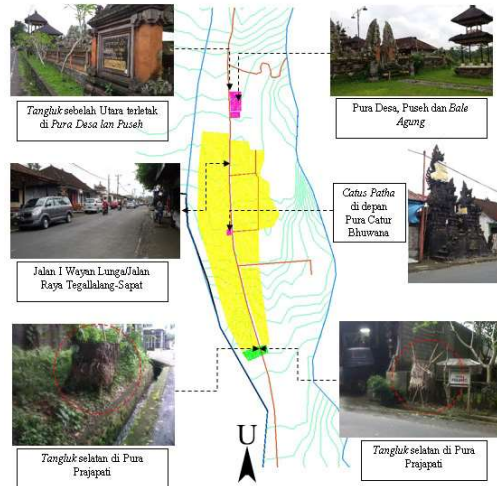 Tangluk sebelah Utara terletak
di Pura Desa lan Puseh
Pura Desa, Puseh dan Bale
Agung
Catus Patha
di depan
Pura Catur
Bhuwana
Jalan I Wayan Lunga/Jalan
Raya Tegallalang-Sapat
Tangluk selatan di Pura
Prajapati
U
Tangluk selatan di Pura
Prajapati